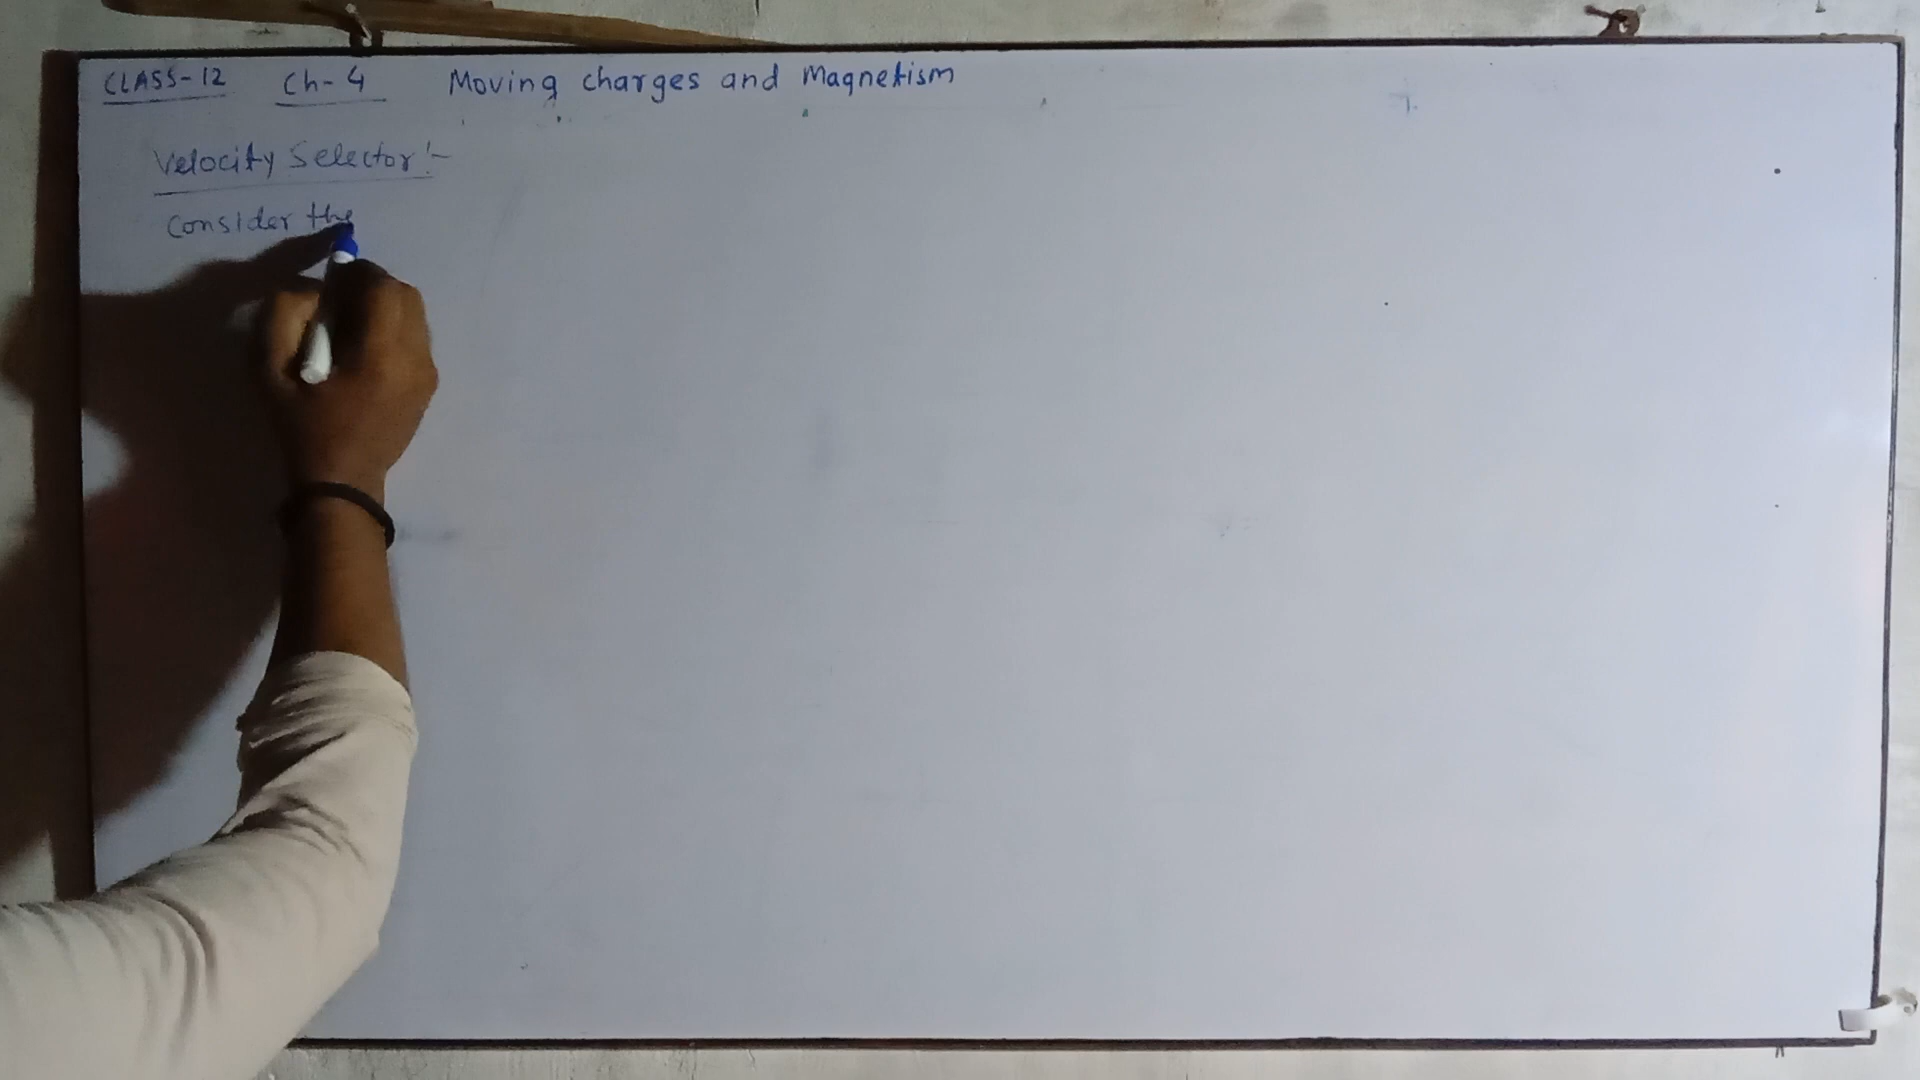 CLASS-12 Ch-4 Moving charges and Magnetism
Velocity Selector:-
Consider the